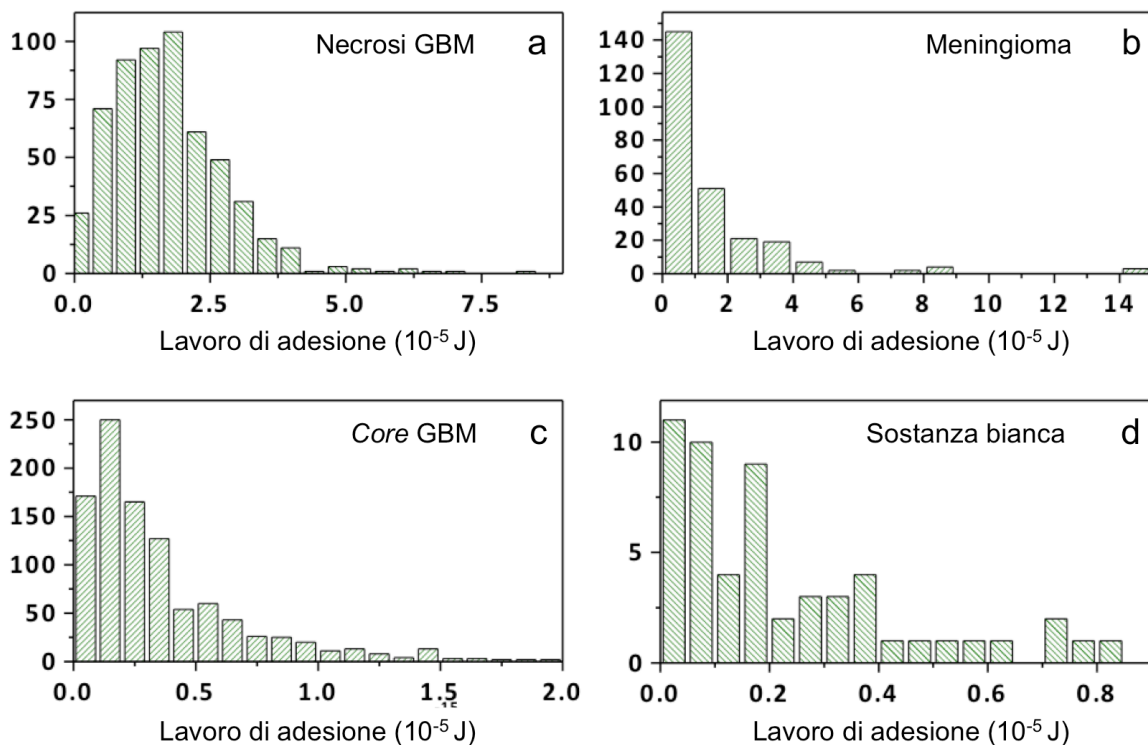 Necrosi GBM a
100
75
50
25
0
0.0 2.5 5.0 7.5
Lavoro di adesione (10-5 J)
Meningioma b
140
120
100
80
60
40
20
0
0 2 4 6 8 10 12 14
Lavoro di adesione (10-5 J)
Core GBM c
250
200
150
100
50
0
0.0 0.5 1.0 1.5 2.0
Lavoro di adesione (10-5 J)
Sostanza bianca d
10
5
0
0.0 0.2 0.4 0.6 0.8
Lavoro di adesione (10-5 J)